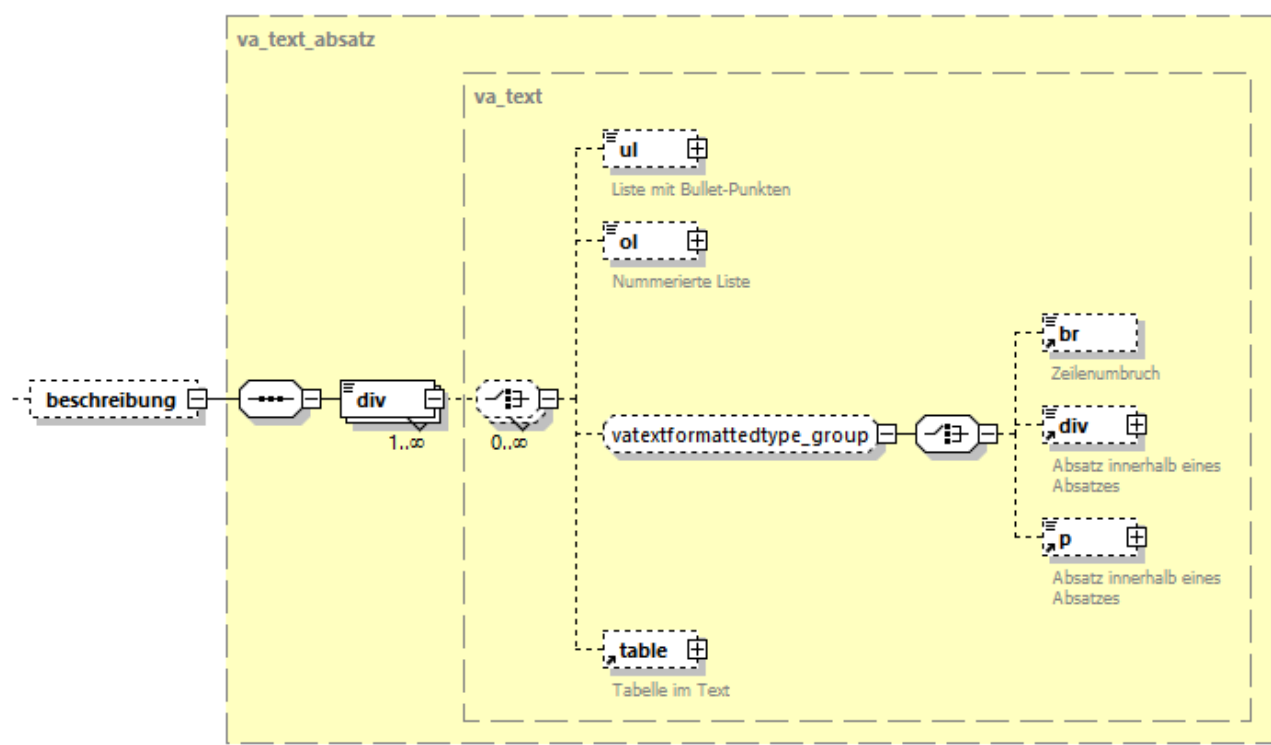 va_text_absatz
va_text
ul
Liste mit Bullet-Punkten
ol
Nummerierte Liste
br
Zeilenumbruch
beschreibung
div
1..∞
0..∞
vatextformattedtype_group
div
Absatz innerhalb eines
Absatzes
p
Absatz innerhalb eines
Absatzes
table
Tabelle im Text